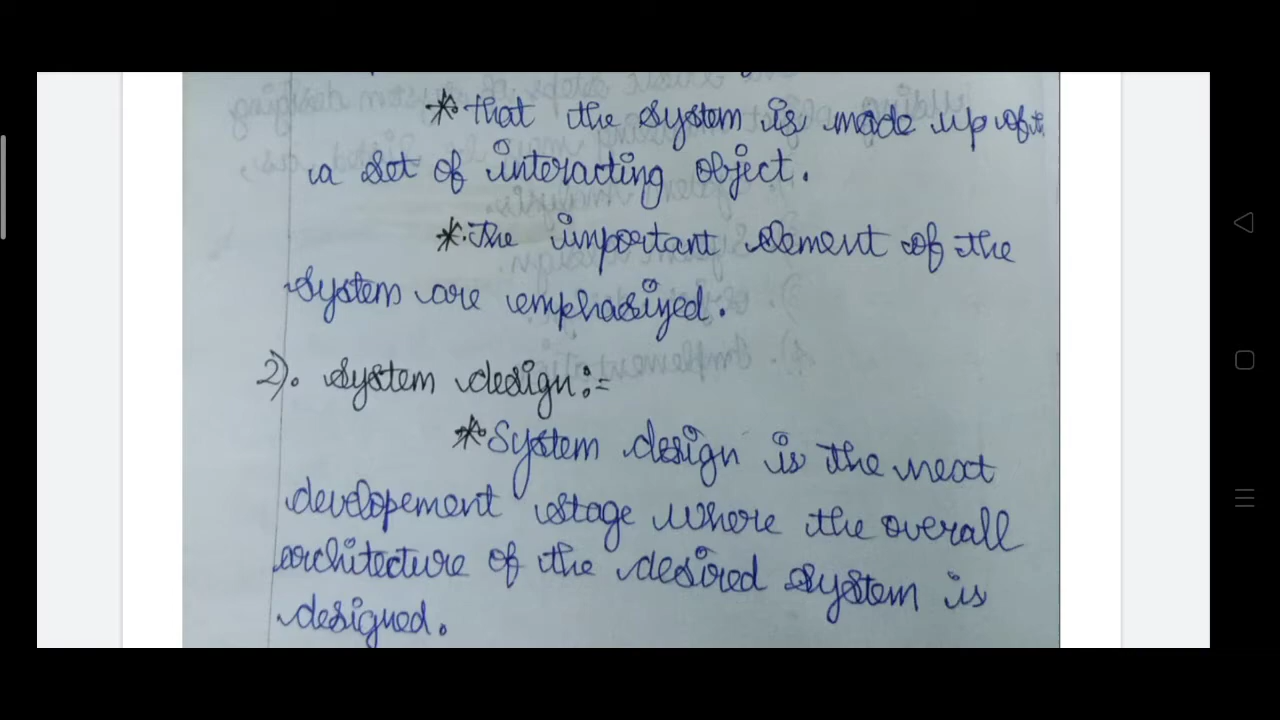 *. that the system is made up of
a set of interacting object.
*. the important element of the
system are emphasized.
2). System design:=
*. System design is the next
developement stage where the overall
architecture of the desired system is
designed.